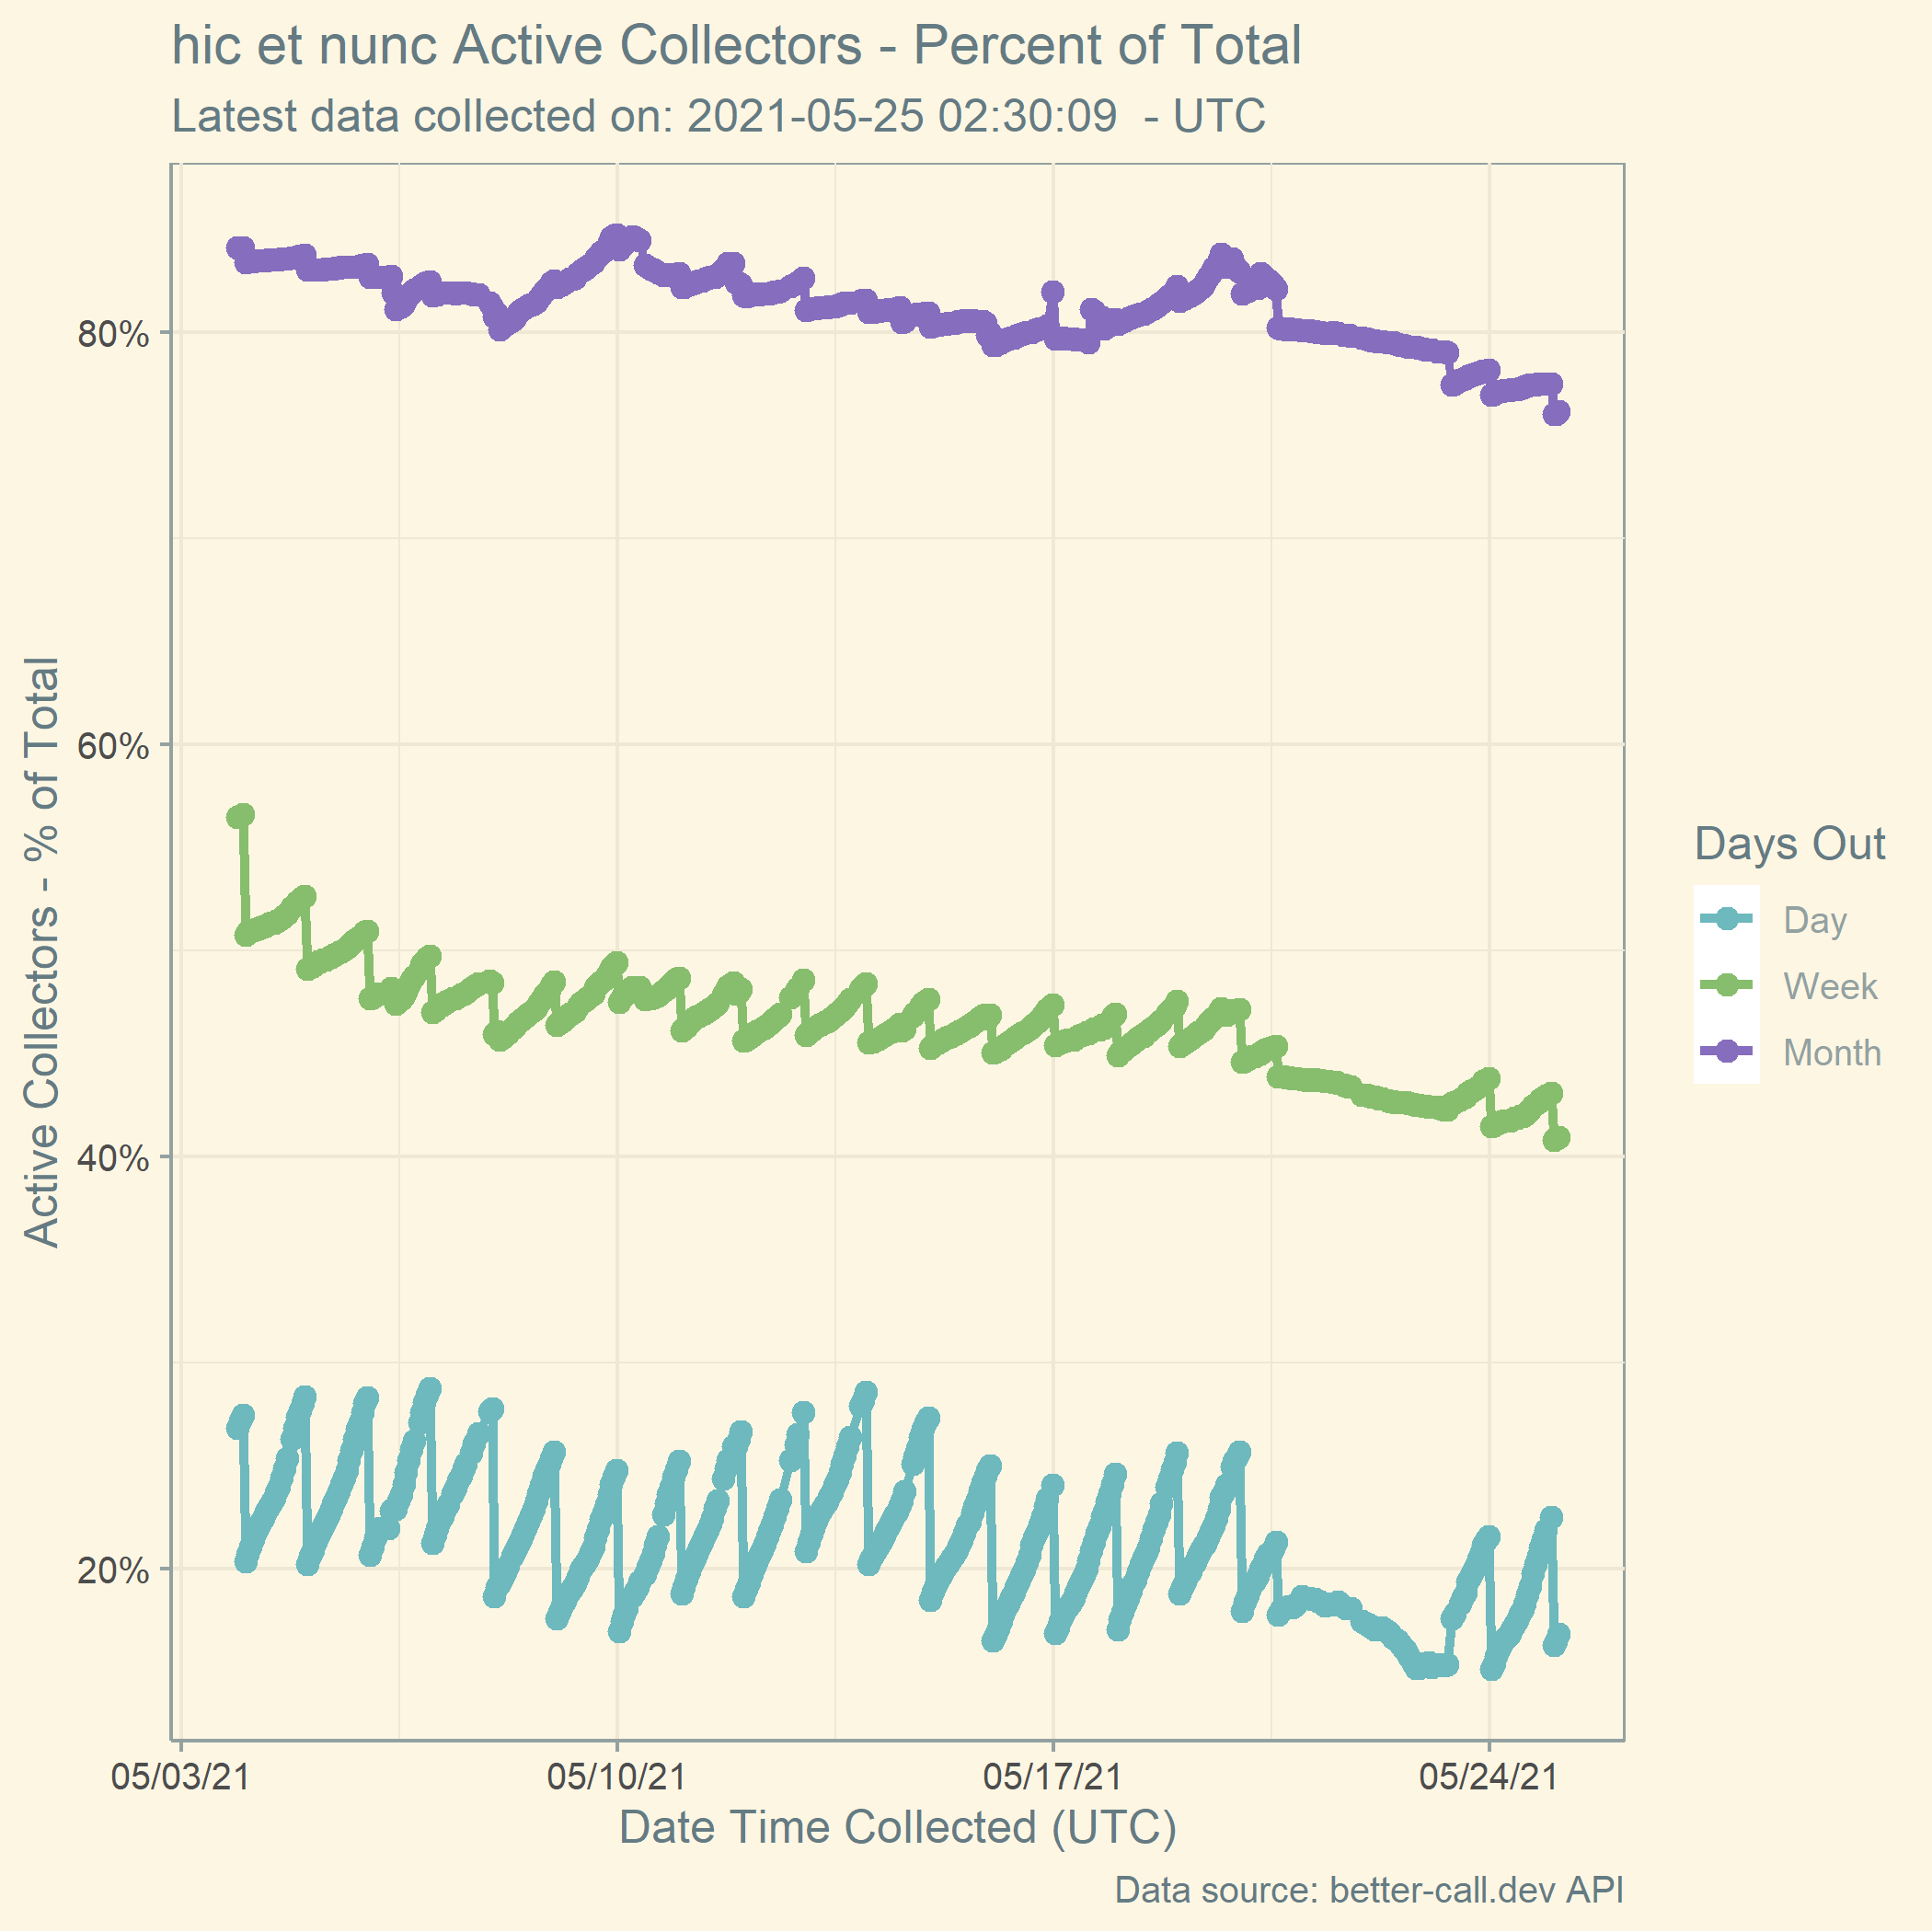 hic et nunc Active Collectors - Percent of Total
Latest data collected on: 2021-05-25 02:30:09  - UTC
Active Collectors - % of Total
80%
60%
40%
20%
05/03/21
05/10/21
05/17/21
05/24/21
Date Time Collected (UTC)
Days Out
Day
Week
Month
Data source: better-call.dev API